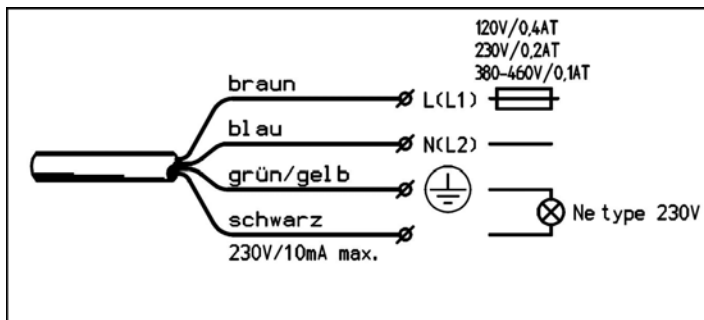 120V/0,4AT
230V/0,2AT
380-460V/0,1AT
braun
L(L1)
blau
N(L2)
grün/gelb
schwarz
Ne type 230V
230V/10mA max.